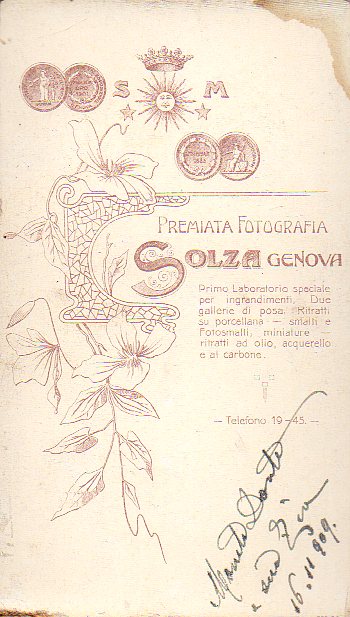 S M
PREMIATA FOTOGRAFIA
SOLZA GENOVA
Primo Laboratorio speciale
per ingrandimenti. Due
gallerie di posa. Ritratti
su porcellana — smalti e
Fotosmalti, miniature —
ritratti ad olio, acquerello
e al carbone.
— Telefono 19-45. —
e sua
16.11.909.